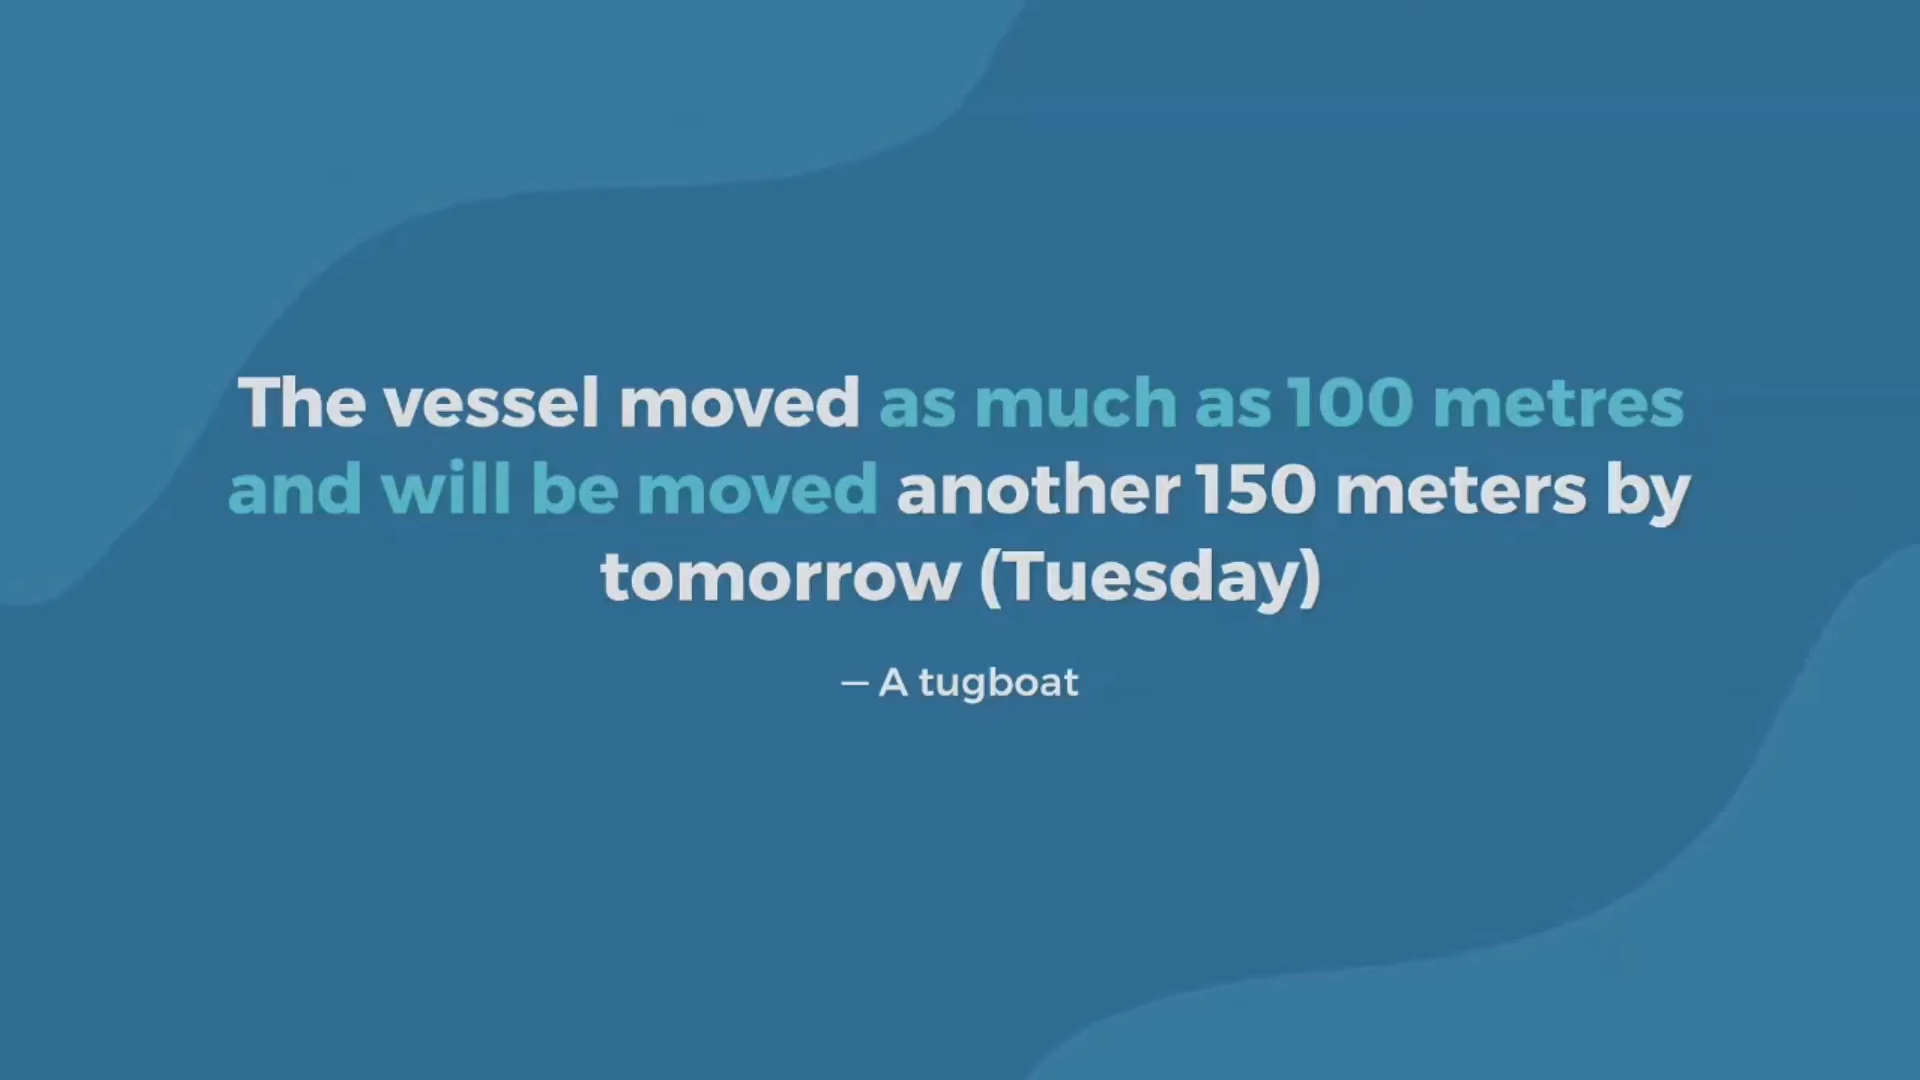 The vessel moved as much as 100 metres
and will be moved another 150 meters by
tomorrow (Tuesday)
— A tugboat